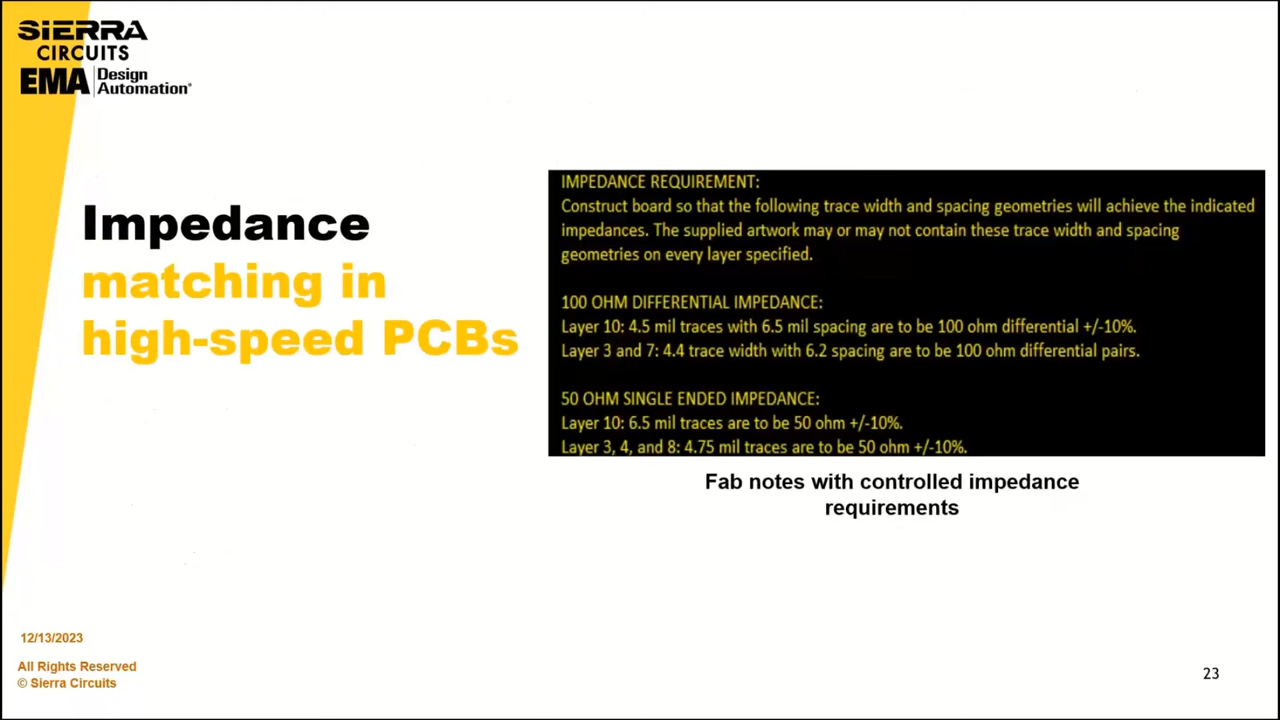 SIERRA
CIRCUITS
EMA Design
Automation®
Impedance
matching in
high-speed PCBs
IMPEDANCE REQUIREMENT:
Construct board so that the following trace width and spacing geometries will achieve the indicated
impedances. The supplied artwork may or may not contain these trace width and spacing
geometries on every layer specified.
100 OHM DIFFERENTIAL IMPEDANCE:
Layer 10: 4.5 mil traces with 6.5 mil spacing are to be 100 ohm differential +/-10%.
Layer 3 and 7: 4.4 trace width with 6.2 spacing are to be 100 ohm differential pairs.
50 OHM SINGLE ENDED IMPEDANCE:
Layer 10: 6.5 mil traces are to be 50 ohm +/-10%.
Layer 3, 4, and 8: 4.75 mil traces are to be 50 ohm +/-10%.
Fab notes with controlled impedance
requirements
12/13/2023
All Rights Reserved
© Sierra Circuits
23